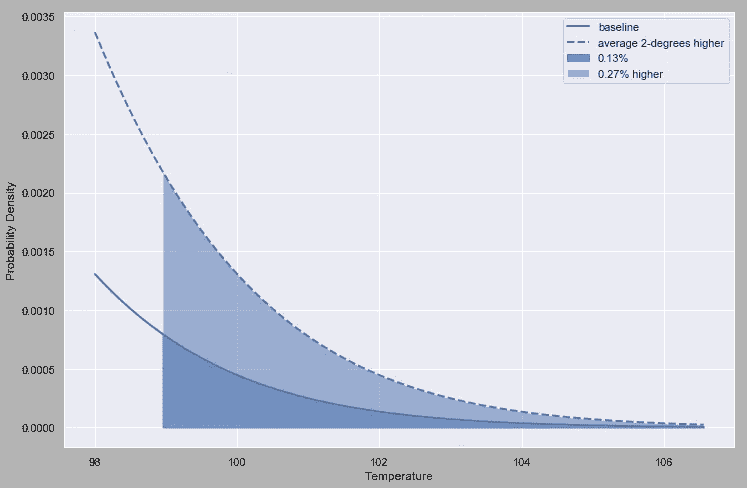 0.0035
0.0030
0.0025
0.0020
0.0015
0.0010
0.0005
0.0000
Probability Density
98
100
102
104
106
Temperature
baseline
average 2-degrees higher
0.13%
0.27% higher